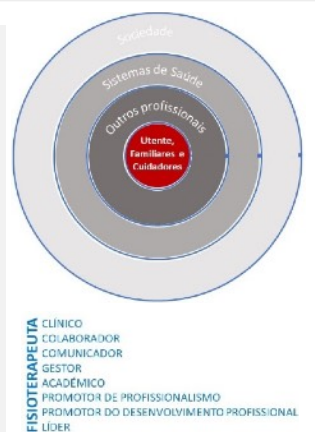 Sociedade
Sistemas de Saúde
Outros profissionais
Utente,
Familiares e
Cuidadores
FISIOTERAPEUTA
CLÍNICO
COLABORADOR
COMUNICADOR
GESTOR
ACADÉMICO
PROMOTOR DE PROFISSIONALISMO
PROMOTOR DO DESENVOLVIMENTO PROFISSIONAL
LÍDER